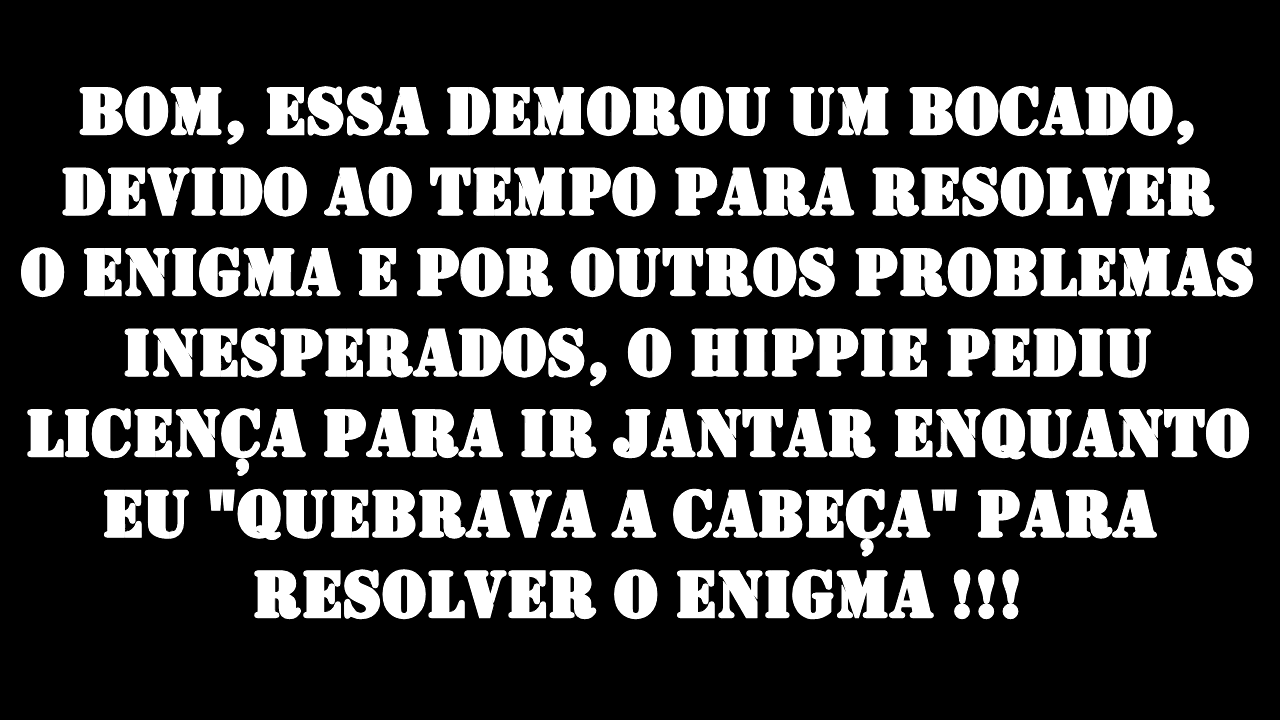 BOM, ESSA DEMOROU UM BOCADO,
DEVIDO AO TEMPO PARA RESOLVER
O ENIGMA E POR OUTROS PROBLEMAS
INESPERADOS, O HIPPIE PEDIU
LICENÇA PARA IR JANTAR ENQUANTO
EU "QUEBRAVA A CABEÇA" PARA
RESOLVER O ENIGMA !!!